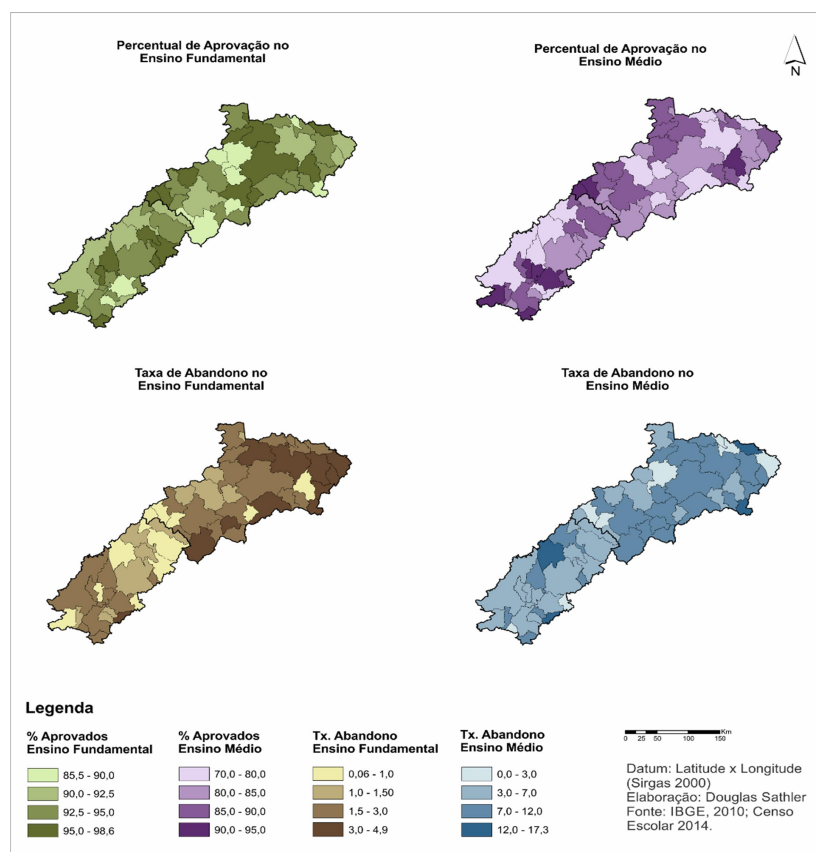 Percentual de Aprovação no
Ensino Fundamental
Percentual de Aprovação no
Ensino Médio
N
Taxa de Abandono no
Ensino Fundamental
Taxa de Abandono no
Ensino Médio
Legenda
% Aprovados
Ensino Fundamental
85,5 - 90,0
90,0 - 92,5
92,5 - 95,0
95,0 - 98,6
% Aprovados
Ensino Médio
70,0 - 80,0
80,0 - 85,0
85,0 - 90,0
90,0 - 95,0
Tx. Abandono
Ensino Fundamental
0,06 - 1,0
1,0 - 1,50
1,5 - 3,0
3,0 - 4,9
Tx. Abandono
Ensino Médio
0,0 - 3,0
3,0 - 7,0
7,0 - 12,0
12,0 - 17,3
Km
0 25 50 100 150
Datum: Latitude x Longitude
(Sirgas 2000)
Elaboração: Douglas Sathler
Fonte: IBGE, 2010; Censo
Escolar 2014.